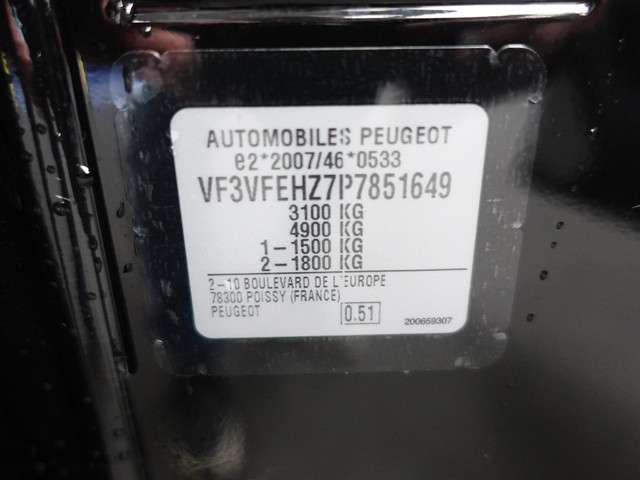 AUTOMOBILES PEUGEOT
e2*2007/46*0533
VF3VFEHZ7P7851649
3100 KG
4900 KG
1-1500 KG
2-1800 KG
2-10 BOULEVARD DE L'EUROPE
78300 POISSY (FRANCE)
PEUGEOT 0.51
200659307